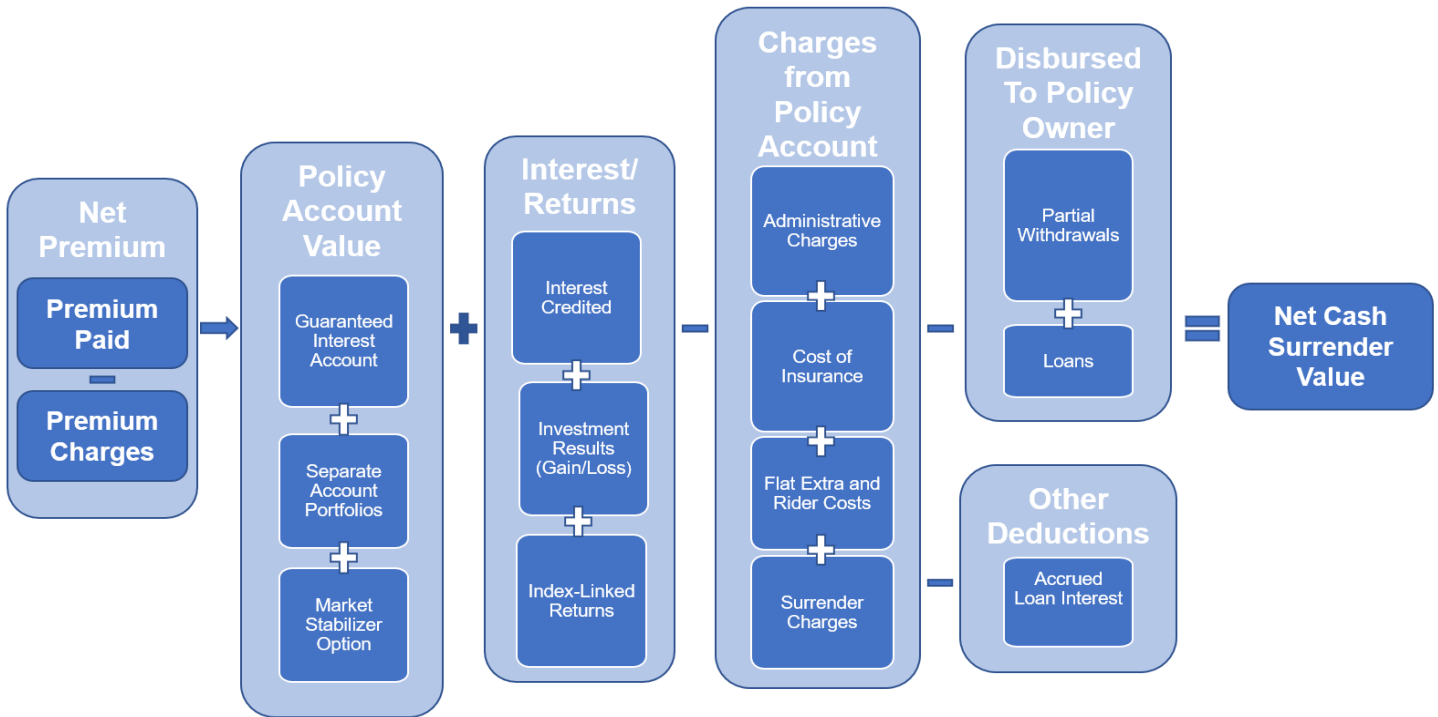 Net
Premium
Premium
Paid
Premium
Charges
Policy
Account
Value
Guaranteed
Interest
Account
Separate
Account
Portfolios
Market
Stabilizer
Option
Interest/
Returns
Interest
Credited
Investment
Results
(Gain/Loss)
Index-Linked
Returns
Charges
from
Policy
Account
Administrative
Charges
Cost of
Insurance
Flat Extra and
Rider Costs
Surrender
Charges
Disbursed
To Policy
Owner
Partial
Withdrawals
Loans
Other
Deductions
Accrued
Loan Interest
Net Cash
Surrender
Value